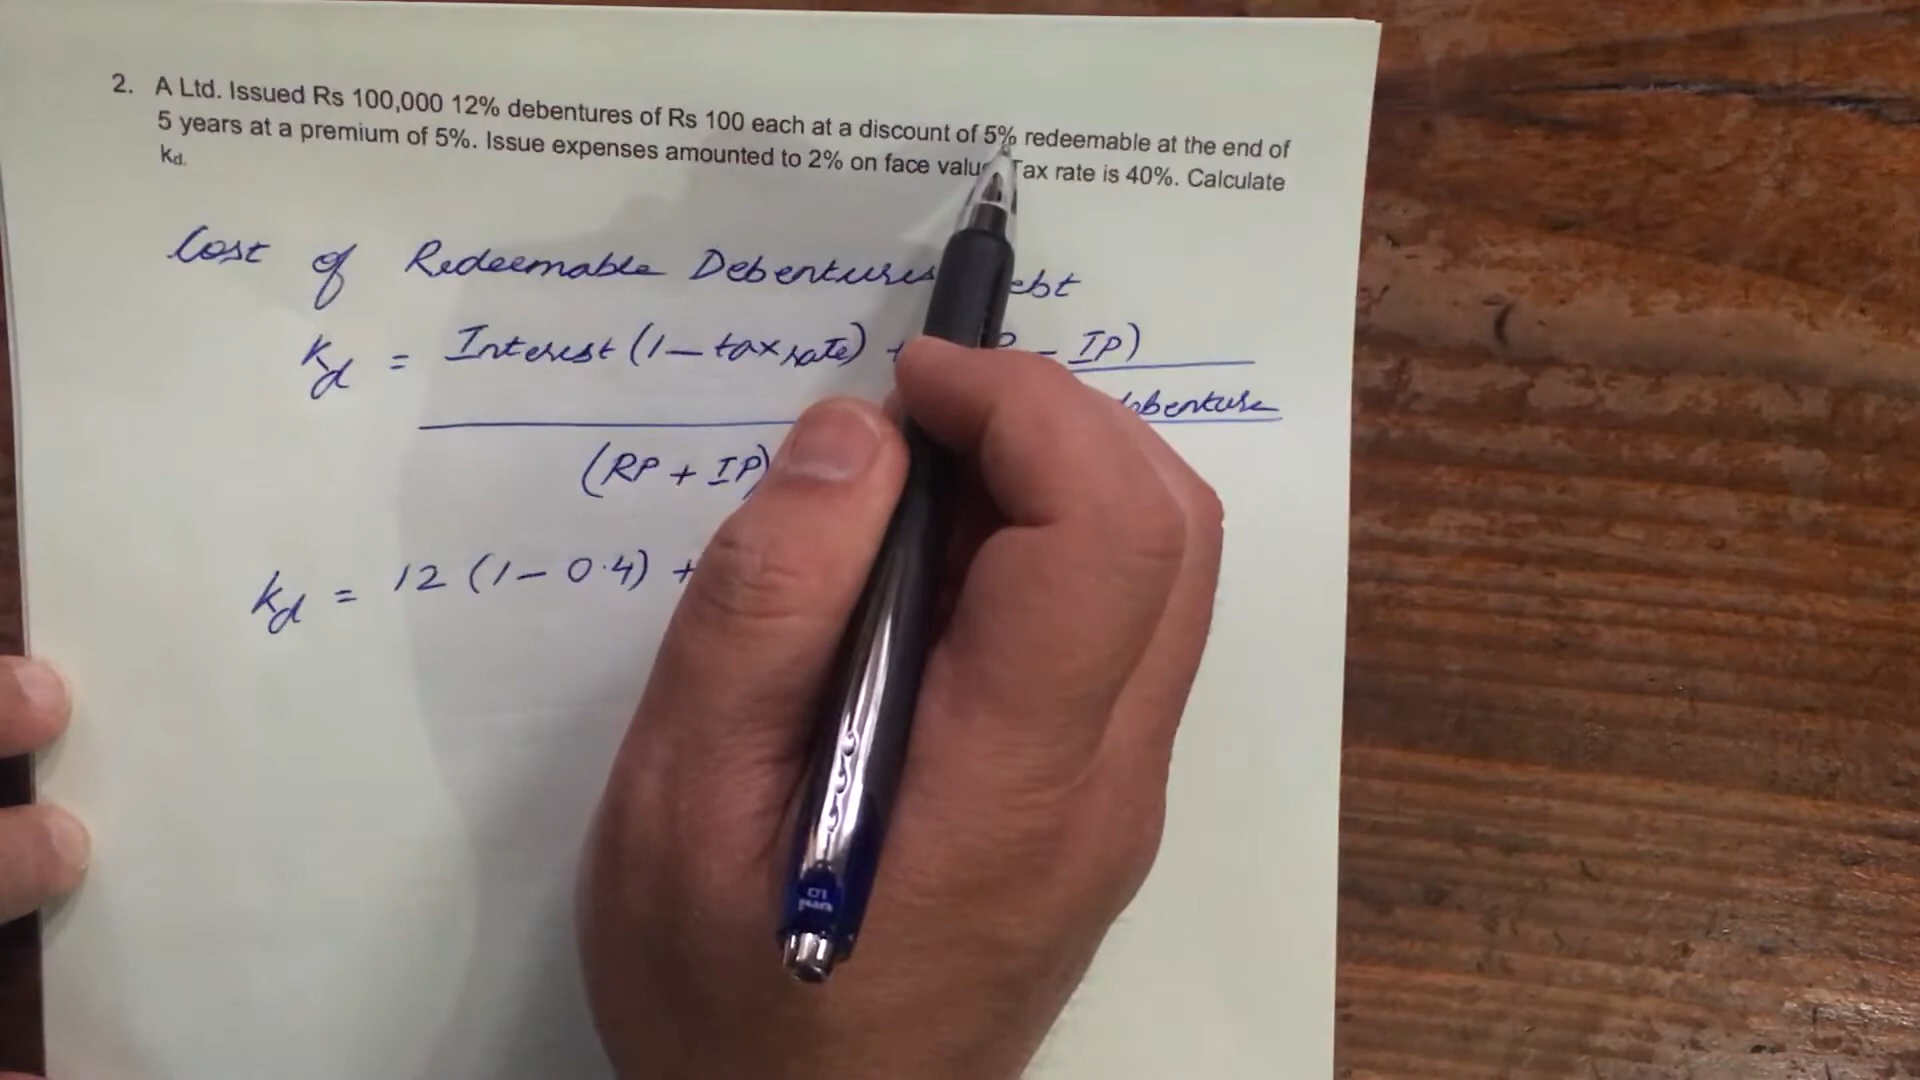 2. A Ltd. Issued Rs 100,000 12% debentures of Rs 100 each at a discount of 5% redeemable at the end of
5 years at a premium of 5%. Issue expenses amounted to 2% on face Tax rate is 40%. Calculate
kd.
Cost of Redeemable Debentures
kd = Interest (1 – tax rate) – IP)
(RP + IP)
kd = 12 (1 – 0.4) +